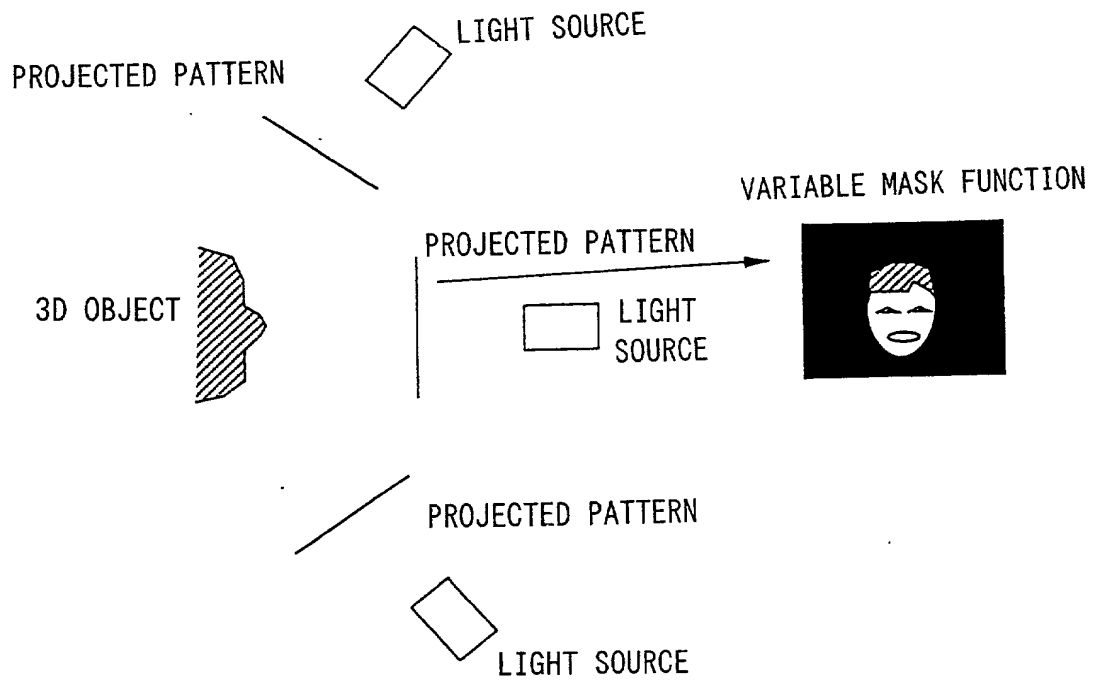 LIGHT SOURCE
PROJECTED PATTERN
VARIABLE MASK FUNCTION
PROJECTED PATTERN
3D OBJECT
LIGHT
SOURCE
PROJECTED PATTERN
LIGHT SOURCE